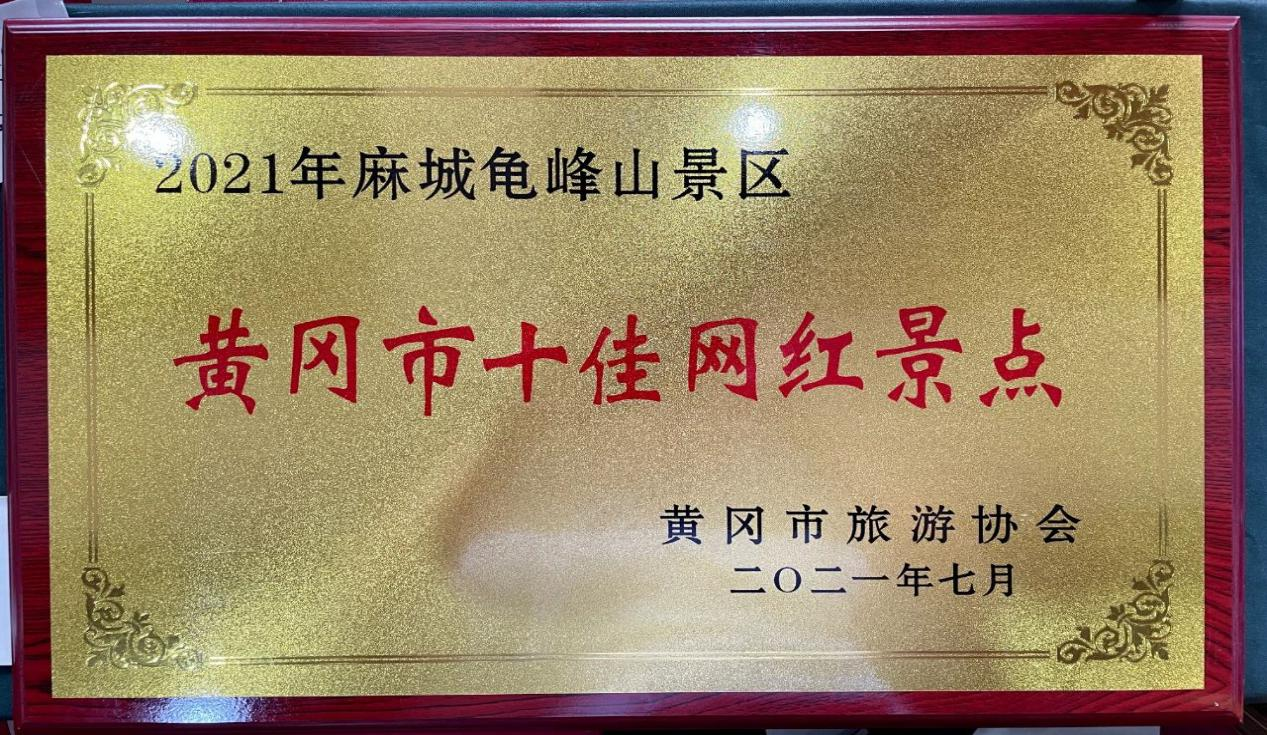 2021年麻城龟峰山景区
黄冈市十佳网红景点
黄冈市旅游协会
二〇二一年七月